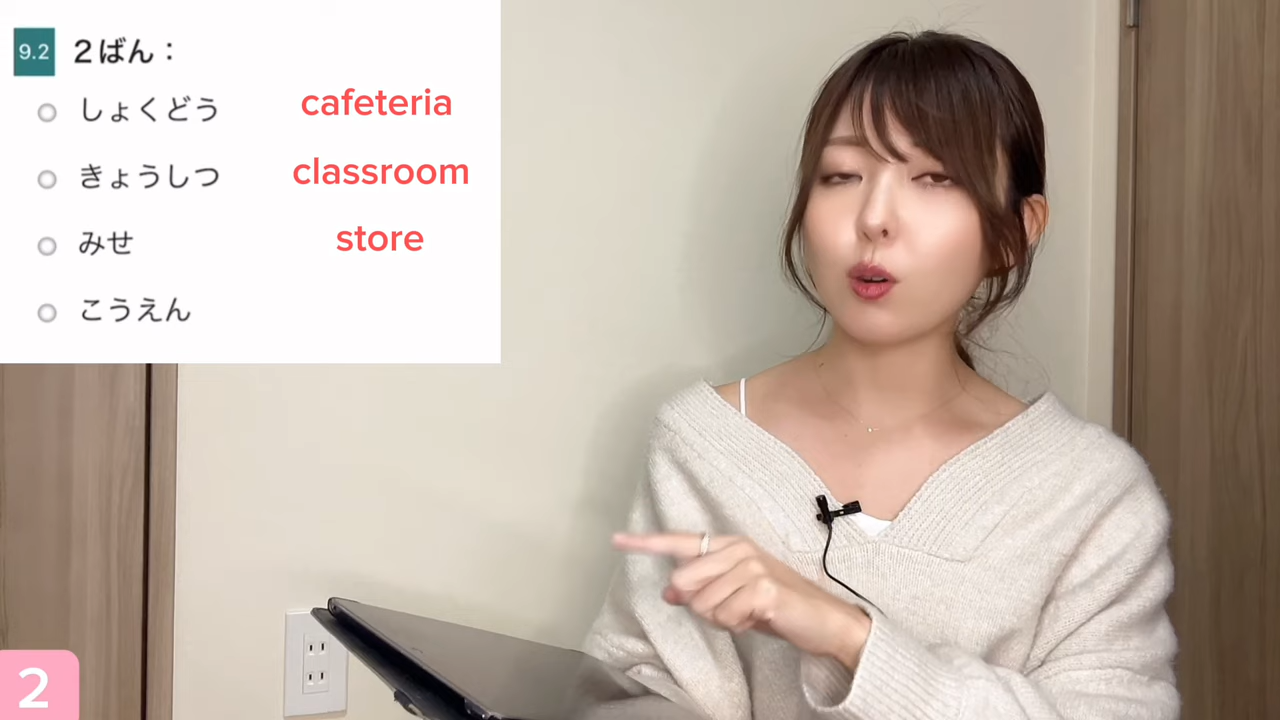 9.2 2ばん：
しょくどう cafeteria
きょうしつ classroom
みせ store
こうえん
2